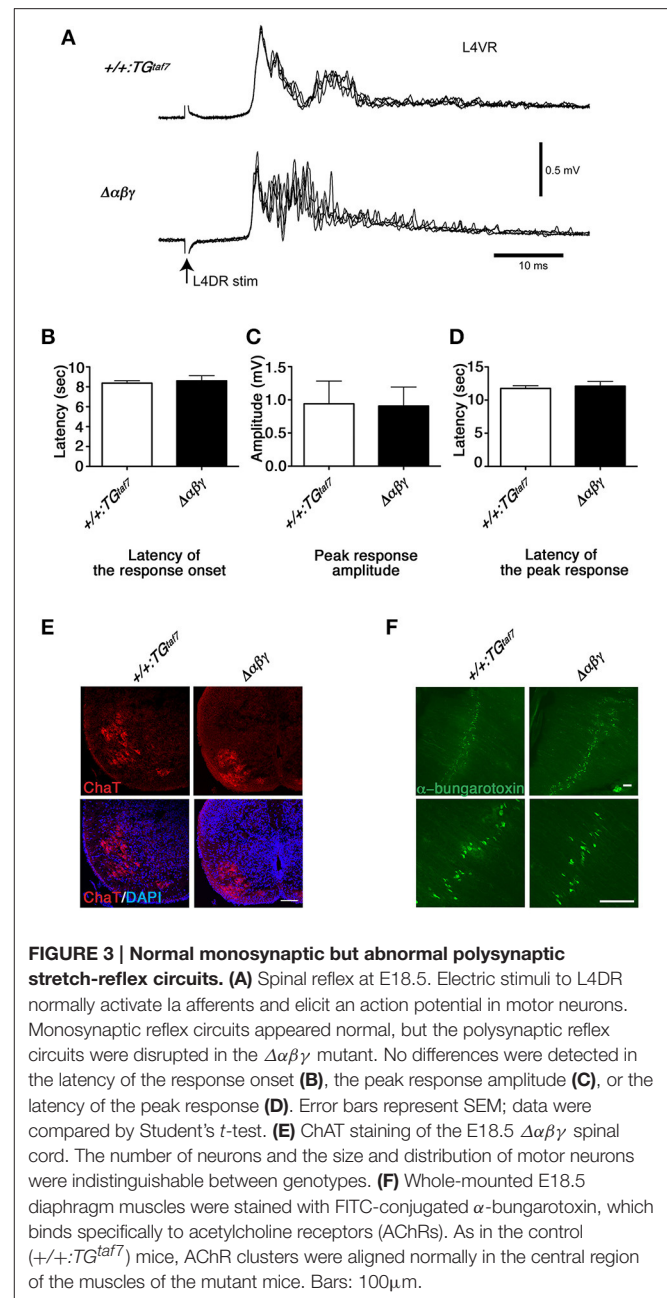 A
+/+:TGtaf7
L4VR
Δαβγ
0.5 mV
10 ms
L4DR stim
B
C
D
Latency (sec)
10
8
6
4
2
0
+/+:TGtaf7
Δαβγ
Latency of
the response onset
Amplitude (mV)
1.5
1.0
0.5
0.0
+/+:TGtaf7
Δαβγ
Peak response
amplitude
Latency (sec)
15
10
5
0
+/+:TGtaf7
Δαβγ
Latency of
the peak response
E
+/+:TGtaf7
Δαβγ
ChaT
ChaT/DAPI
F
+/+:TGtaf7
Δαβγ
α-bungarotoxin
FIGURE 3 | Normal monosynaptic but abnormal polysynaptic
stretch-reflex circuits. (A) Spinal reflex at E18.5. Electric stimuli to L4DR
normally activate Ia afferents and elicit an action potential in motor neurons.
Monosynaptic reflex circuits appeared normal, but the polysynaptic reflex
circuits were disrupted in the Δαβγ mutant. No differences were detected in
the latency of the response onset (B), the peak response amplitude (C), or the
latency of the peak response (D). Error bars represent SEM; data were
compared by Student's t-test. (E) ChAT staining of the E18.5 Δαβγ spinal
cord. The number of neurons and the size and distribution of motor neurons
were indistinguishable between genotypes. (F) Whole-mounted E18.5
diaphragm muscles were stained with FITC-conjugated α-bungarotoxin, which
binds specifically to acetylcholine receptors (AChRs). As in the control
(+/+:TGtaf7) mice, AChR clusters were aligned normally in the central region
of the muscles of the mutant mice. Bars: 100μm.